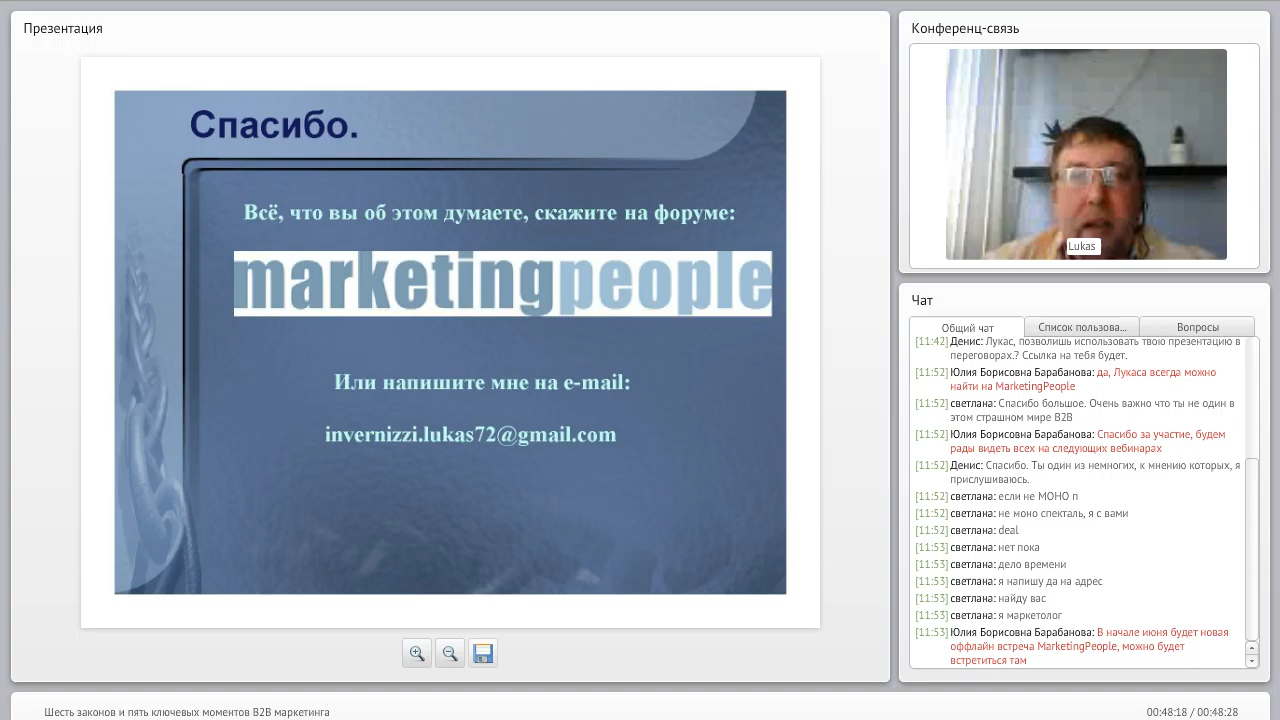 Презентация
Спасибо.
Всё, что вы об этом думаете, скажите на форуме:
marketingpeople
Или напишите мне на e-mail:
invernizzi.lukas72@gmail.com
Конференц-связь
Lukas
Чат
Общий чат
Список пользова...
Вопросы
[11:42] Денис: Лукас, позволишь использовать твою презентацию в
переговорах.? Ссылка на тебя будет.
[11:52] Юлия Борисовна Барабанова: да, Лукаса всегда можно
найти на MarketingPeople
[11:52] светлана: Спасибо большое. Очень важно что ты не один в
этом страшном мире B2B
[11:52] Юлия Борисовна Барабанова: Спасибо за участие, будем
рады видеть всех на следующих вебинарах
[11:52] Денис: Спасибо. Ты один из немногих, к мнению которых, я
прислушиваюсь.
[11:52] светлана: если не МОНО п
[11:52] светлана: не моно спекталь, я с вами
[11:52] светлана: deal
[11:53] светлана: нет пока
[11:53] светлана: дело времени
[11:53] светлана: я напишу да на адрес
[11:53] светлана: найду вас
[11:53] светлана: я маркетолог
[11:53] Юлия Борисовна Барабанова: В начале июня будет новая
оффлайн встреча MarketingPeople, можно будет
встретиться там
Шесть законов и пять ключевых моментов B2B маркетинга
00:48:18 / 00:48:28